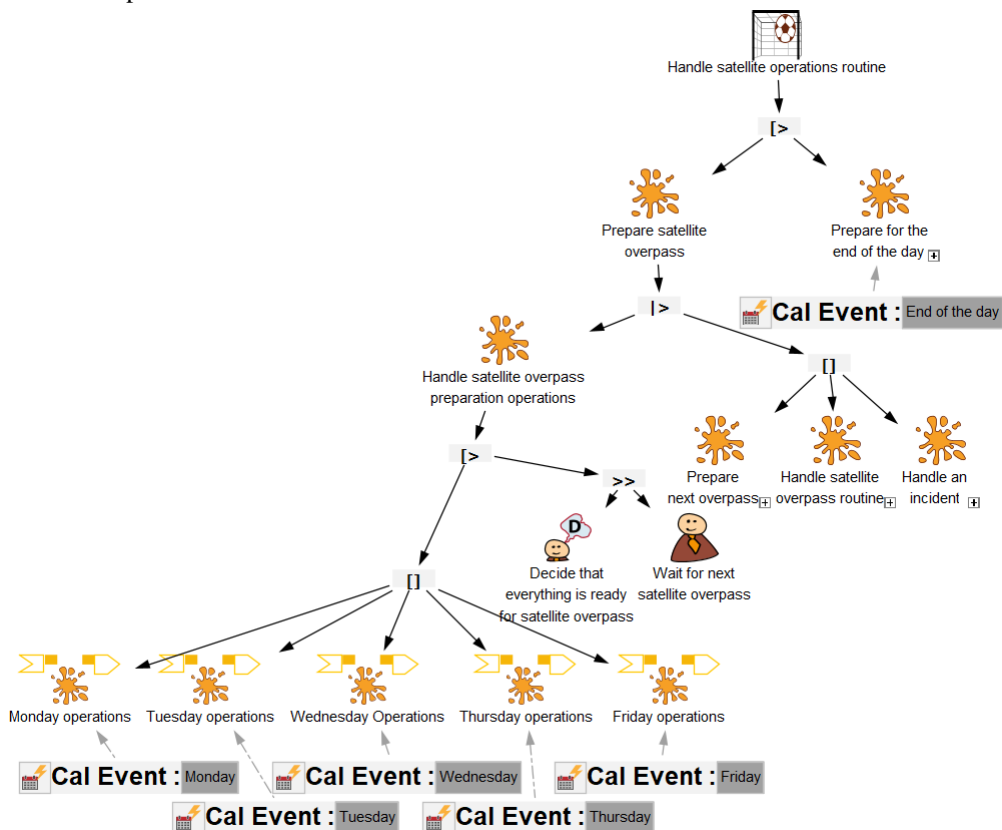 Handle satellite operations routine
[>
Prepare satellite
overpass
Prepare for the
end of the day
|>
Cal Event : End of the day
Handle satellite overpass
preparation operations
[]
[>
Prepare
next overpass
Handle satellite
overpass routine
Handle an
incident
>>
D
Decide that
everything is ready
for satellite overpass
Wait for next
satellite overpass
[]
Monday operations
Tuesday operations
Wednesday Operations
Thursday operations
Friday operations
Cal Event : Monday
Cal Event : Wednesday
Cal Event : Friday
Cal Event : Tuesday
Cal Event : Thursday